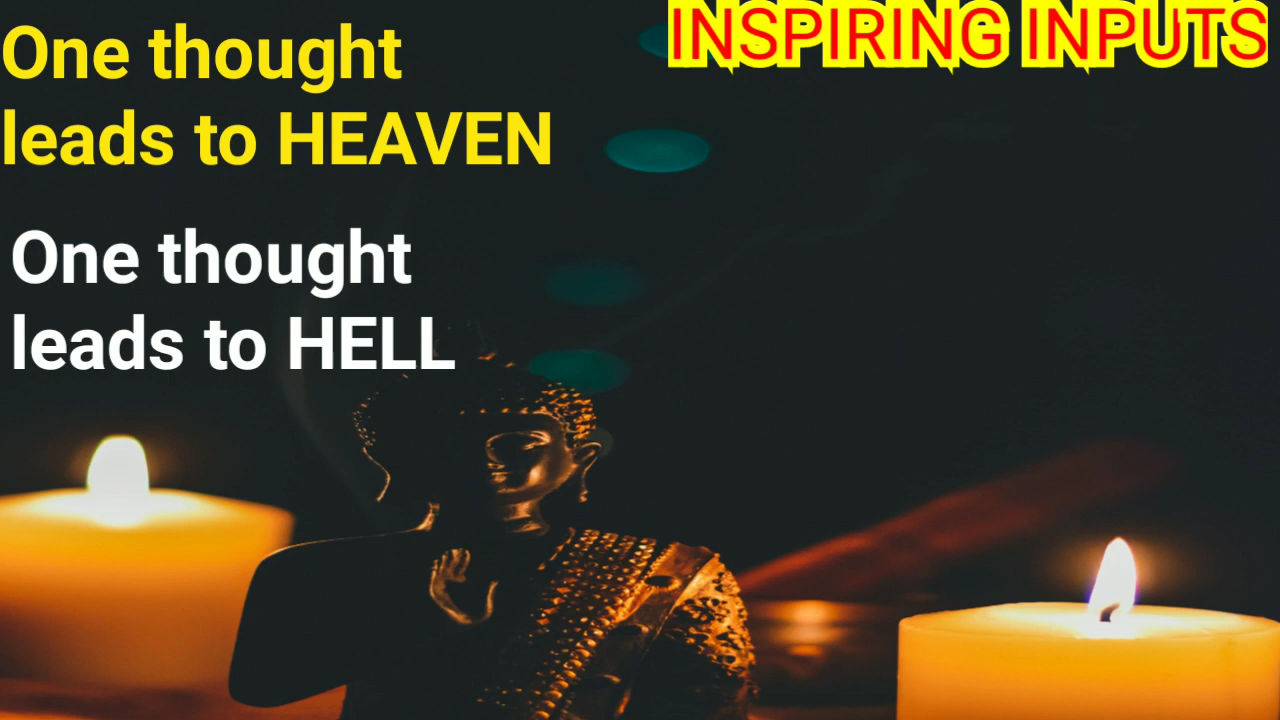 One thought
leads to HEAVEN
One thought
leads to HELL
INSPIRING INPUTS